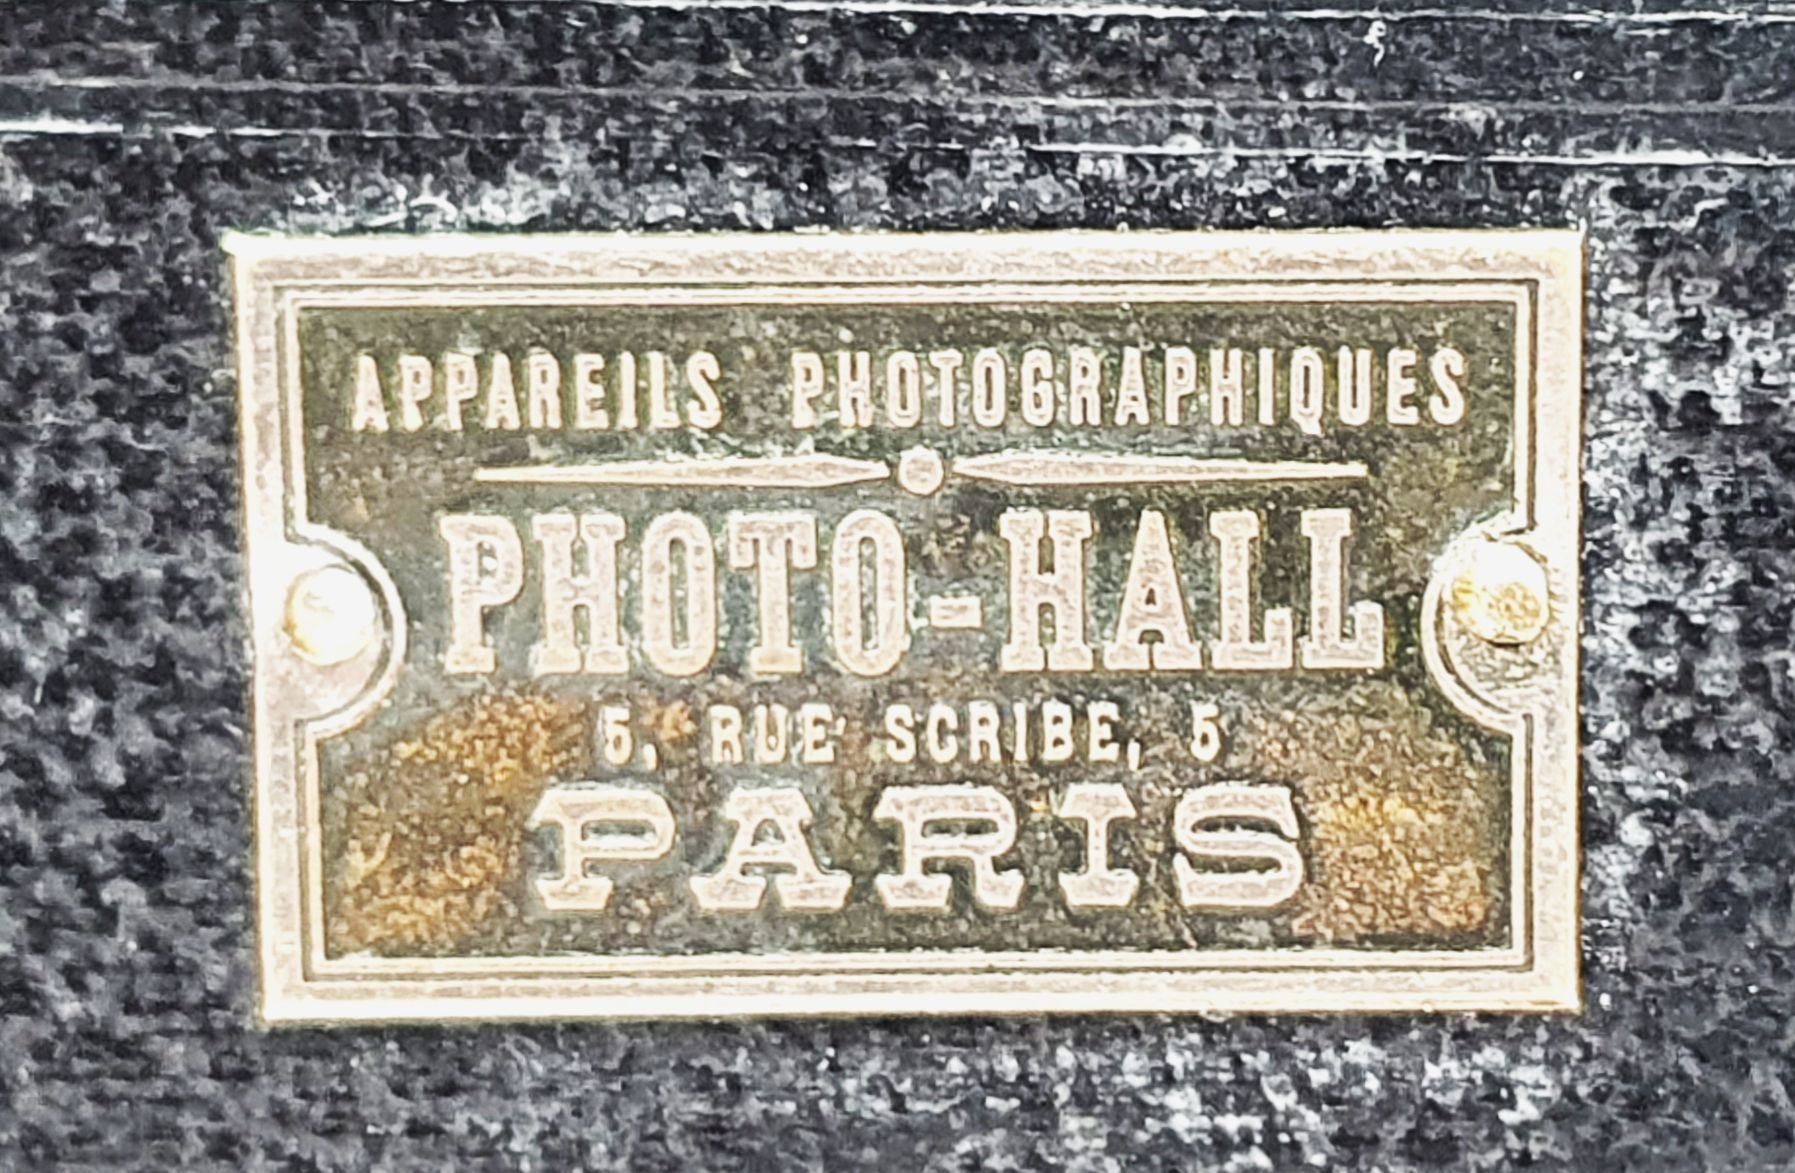 APPAREILS PHOTOGRAPHIQUES
PHOTO-HALL
5, RUE SCRIBE, 5
PARIS